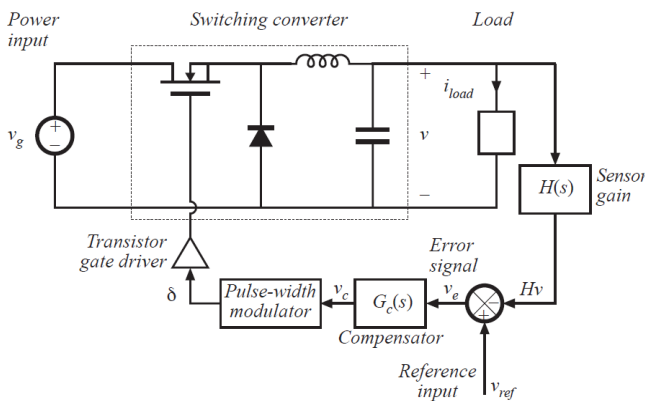 Power
input
Switching converter
Load
+
i_load
v_g
+
−
v
H(s)
Sensor
gain
−
Transistor
gate driver
Error
signal
δ
Pulse-width
modulator
v_c
G_c(s)
v_e
−
+
Hv
Compensator
Reference
input
v_ref